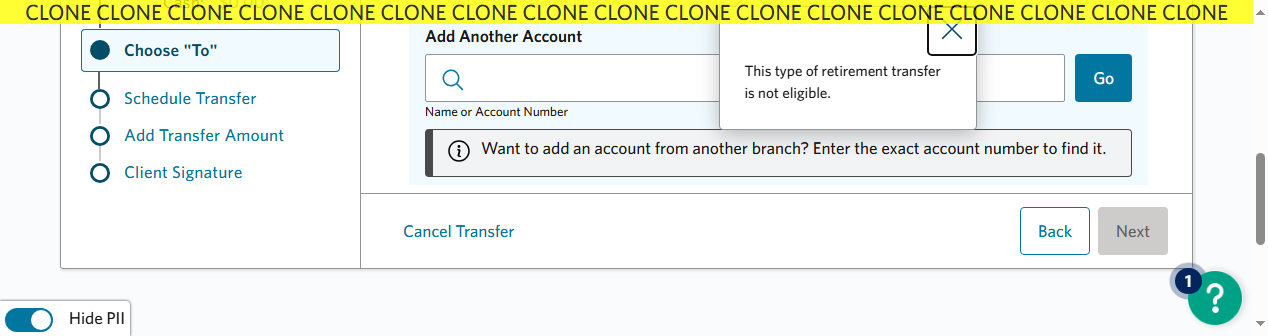 CLONE CLONE CLONE CLONE CLONE CLONE CLONE CLONE CLONE CLONE CLONE CLONE CLONE CLONE CLONE CLONE CLONE
Choose "To"
Schedule Transfer
Add Transfer Amount
Client Signature
Add Another Account
Go
Name or Account Number
This type of retirement transfer
is not eligible.
Want to add an account from another branch? Enter the exact account number to find it.
Cancel Transfer
Back
Next
1
?
Hide PII